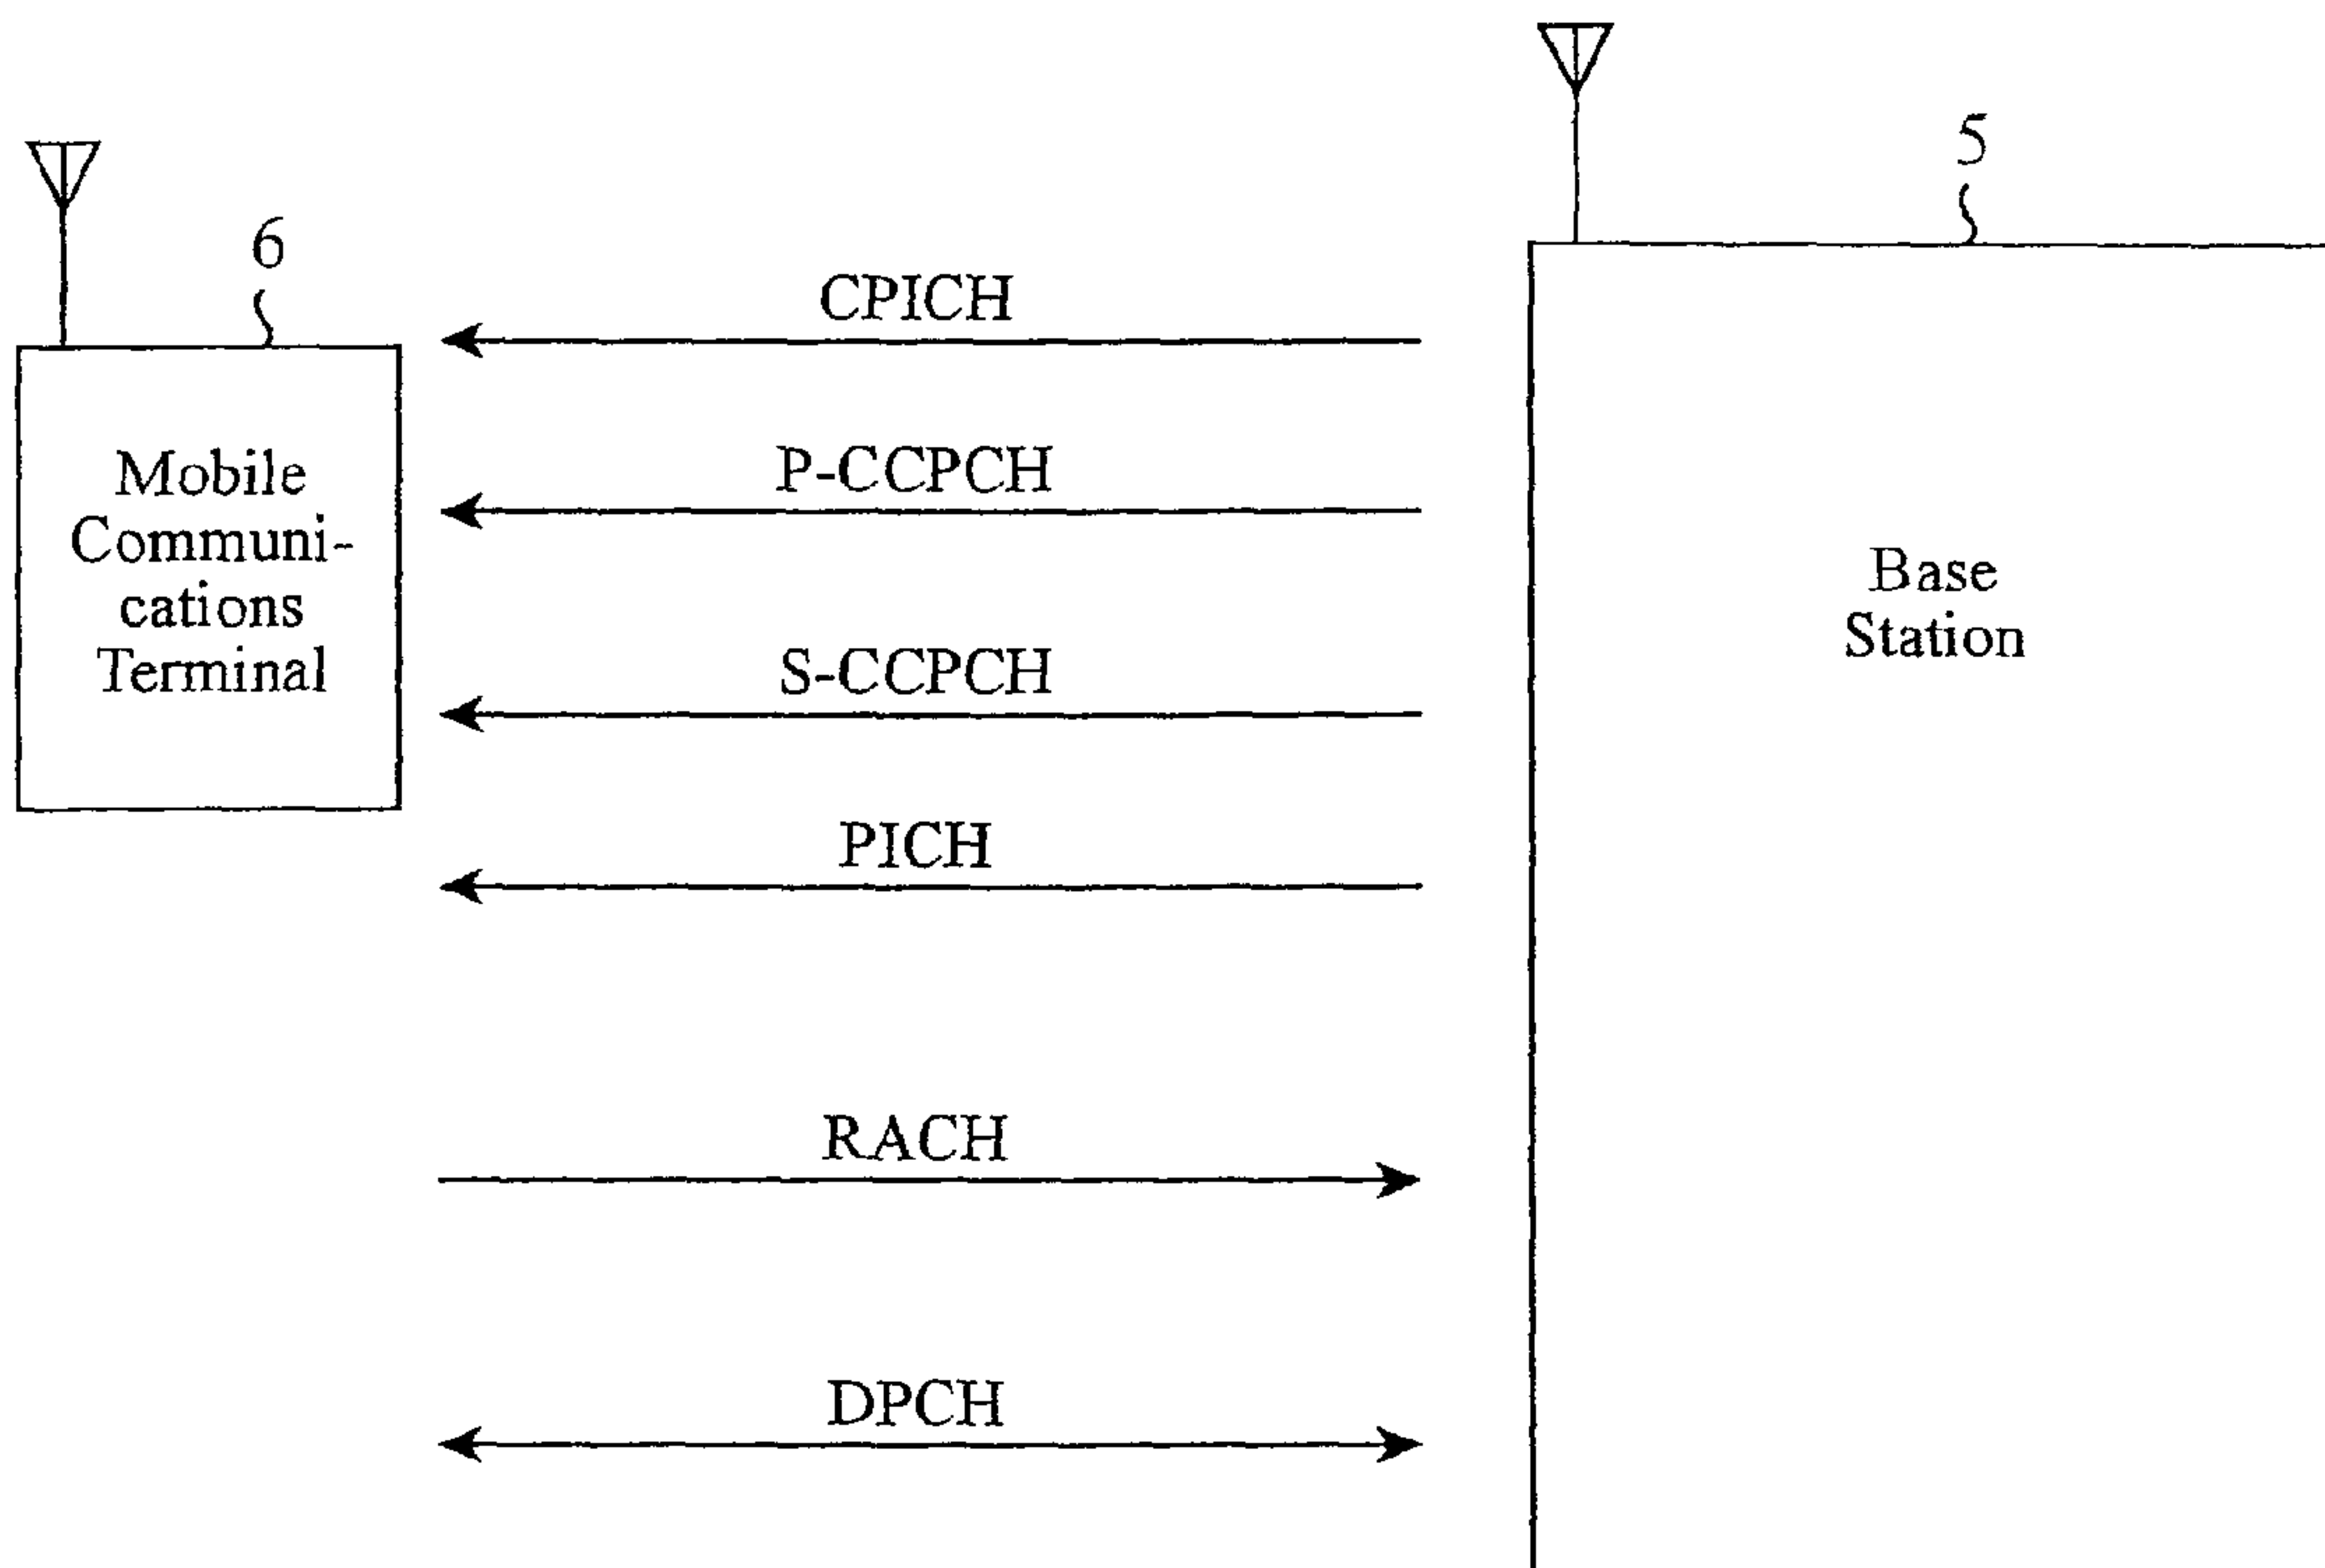 5
6
CPICH
P-CCPCH
Mobile
Communi-
cations
Terminal
Base
Station
S-CCPCH
PICH
RACH
DPCH